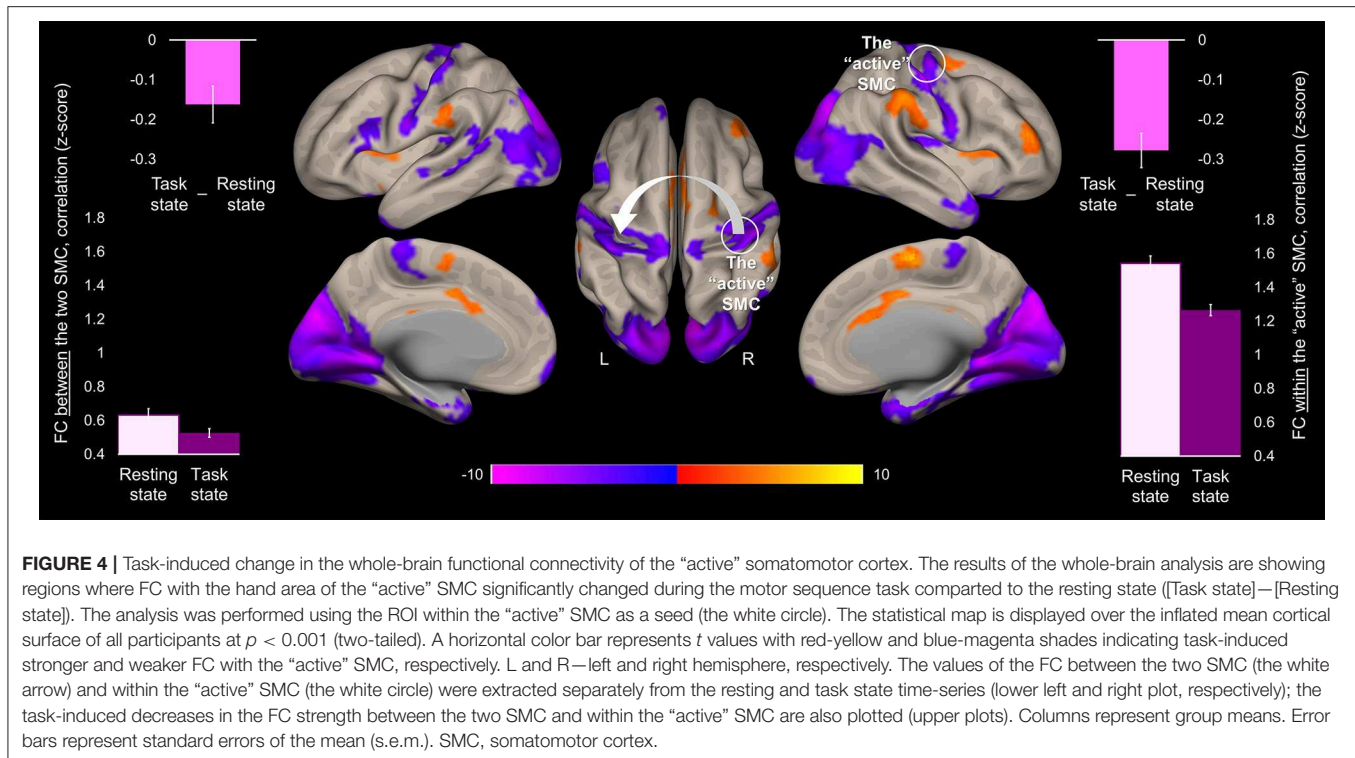 0
-0.1
-0.2
-0.3
Task state – Resting state
FC between the two SMC, correlation (z-score)
1.8
1.6
1.4
1.2
1
0.8
0.6
0.4
Resting state
Task state
The
“active”
SMC
The
“active”
SMC
L
R
-10
10
0
-0.1
-0.2
-0.3
Task state – Resting state
FC within the “active” SMC, correlation (z-score)
1.8
1.6
1.4
1.2
1
0.8
0.6
0.4
Resting state
Task state
FIGURE 4 | Task-induced change in the whole-brain functional connectivity of the “active” somatomotor cortex. The results of the whole-brain analysis are showing
regions where FC with the hand area of the “active” SMC significantly changed during the motor sequence task comparted to the resting state ([Task state]—[Resting
state]). The analysis was performed using the ROI within the “active” SMC as a seed (the white circle). The statistical map is displayed over the inflated mean cortical
surface of all participants at p < 0.001 (two-tailed). A horizontal color bar represents t values with red-yellow and blue-magenta shades indicating task-induced
stronger and weaker FC with the “active” SMC, respectively. L and R—left and right hemisphere, respectively. The values of the FC between the two SMC (the white
arrow) and within the “active” SMC (the white circle) were extracted separately from the resting and task state time-series (lower left and right plot, respectively); the
task-induced decreases in the FC strength between the two SMC and within the “active” SMC are also plotted (upper plots). Columns represent group means. Error
bars represent standard errors of the mean (s.e.m.). SMC, somatomotor cortex.